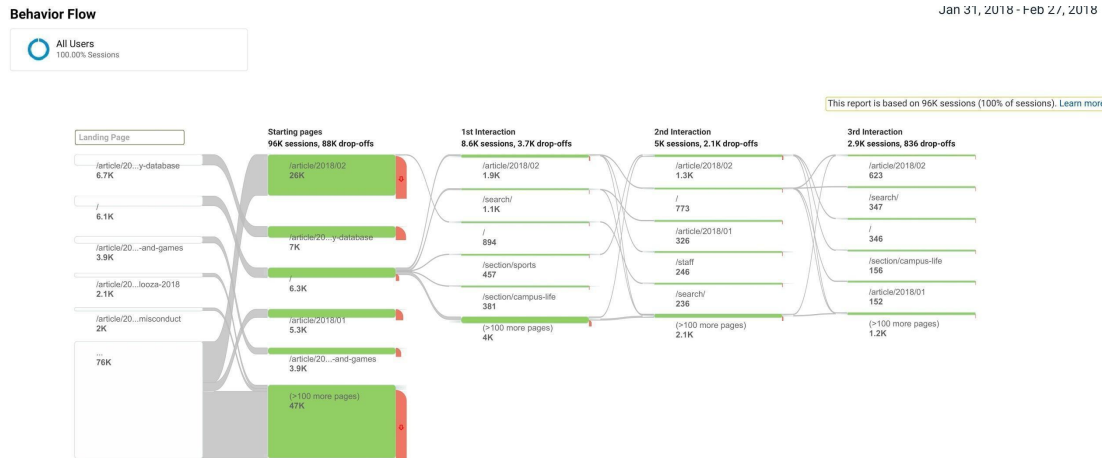 Behavior Flow
Jan 31, 2018 - Feb 27, 2018
All Users
100.00% Sessions
This report is based on 96K sessions (100% of sessions). Learn more
Landing Page
/article/20...y-database
6.7K
/
6.1K
/article/20...-and-games
3.9K
/article/20...looza-2018
2.1K
/article/20...misconduct
2K
...
76K
Starting pages
96K sessions, 88K drop-offs
/article/2018/02
26K
/article/20...y-database
7K
/
6.3K
/article/2018/01
5.3K
/article/20...-and-games
3.9K
(>100 more pages)
47K
1st Interaction
8.6K sessions, 3.7K drop-offs
/article/2018/02
1.9K
/search/
1.1K
/
894
/section/sports
457
/section/campus-life
381
(>100 more pages)
4K
2nd Interaction
5K sessions, 2.1K drop-offs
/article/2018/02
1.3K
/
773
/article/2018/01
326
/staff
246
/search/
236
(>100 more pages)
2.1K
3rd Interaction
2.9K sessions, 836 drop-offs
/article/2018/02
623
/search/
347
/
346
/section/campus-life
156
/article/2018/01
152
(>100 more pages)
1.2K